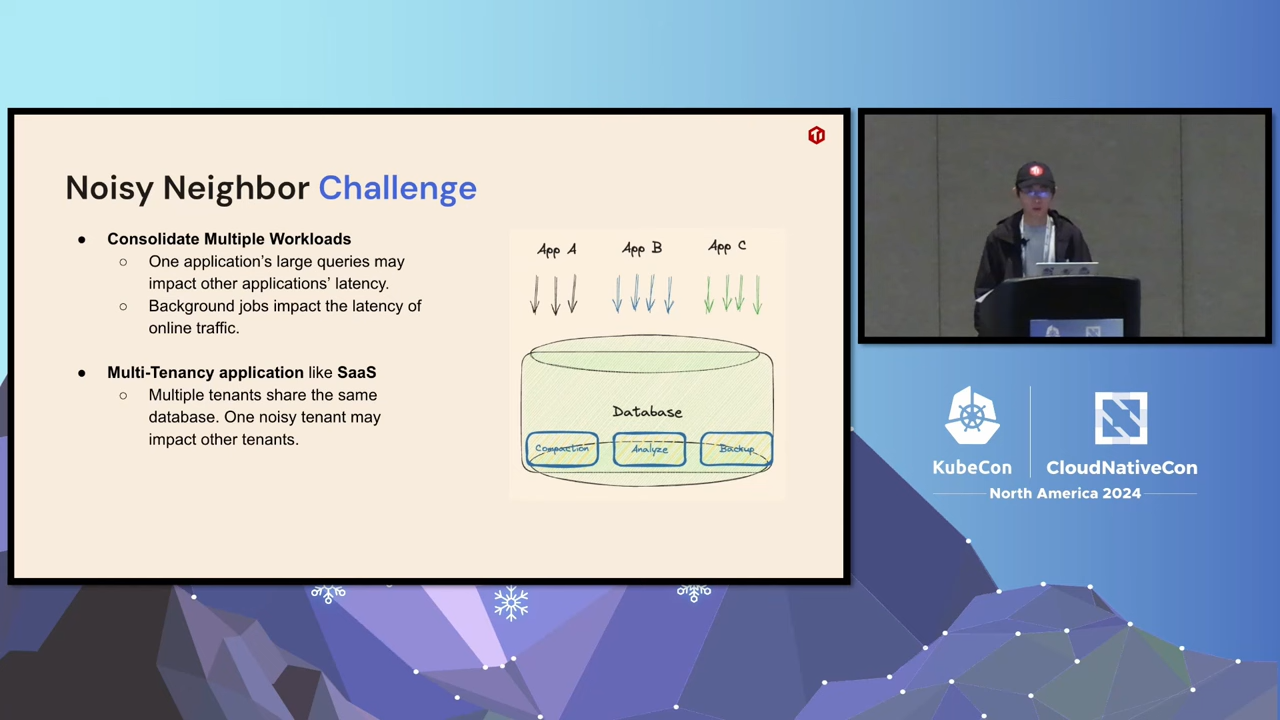 Noisy Neighbor Challenge
● Consolidate Multiple Workloads
○ One application's large queries may
impact other applications' latency.
○ Background jobs impact the latency of
online traffic.
● Multi-Tenancy application like SaaS
○ Multiple tenants share the same
database. One noisy tenant may
impact other tenants.
App A App B App C
Database
Compaction Analyze Backup
KubeCon CloudNativeCon
North America 2024